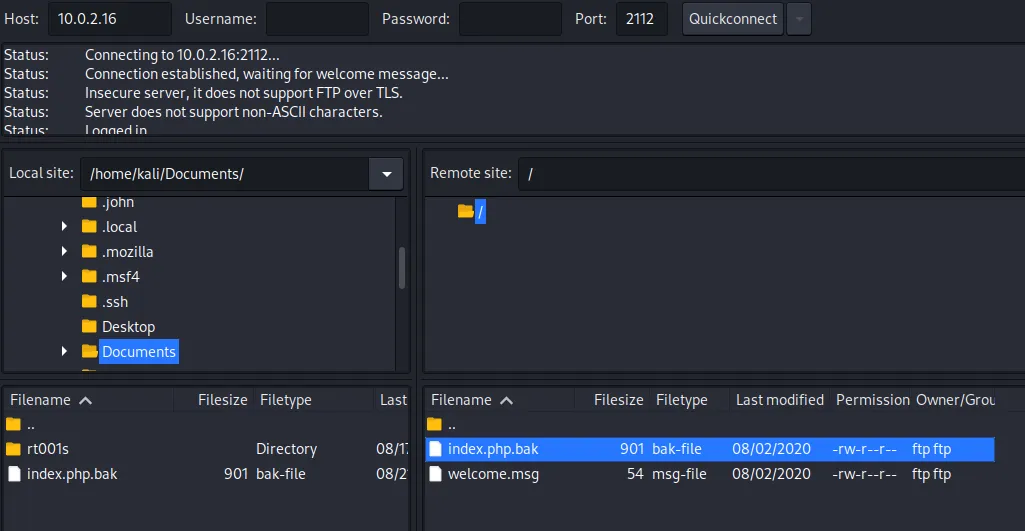 Host: 10.0.2.16 Username: Password: Port: 2112 Quickconnect
Status: Connecting to 10.0.2.16:2112...
Status: Connection established, waiting for welcome message...
Status: Insecure server, it does not support FTP over TLS.
Status: Server does not support non-ASCII characters.
Status: Logged in
Local site: /home/kali/Documents/
Remote site: /
.john
.local
.mozilla
.msf4
.ssh
Desktop
Documents
/
Filename Filesize Filetype Last
..
rt001s Directory 08/17
index.php.bak 901 bak-file 08/2
Filename Filesize Filetype Last modified Permission Owner/Grou
..
index.php.bak 901 bak-file 08/02/2020 -rw-r--r-- ftp ftp
welcome.msg 54 msg-file 08/02/2020 -rw-r--r-- ftp ftp